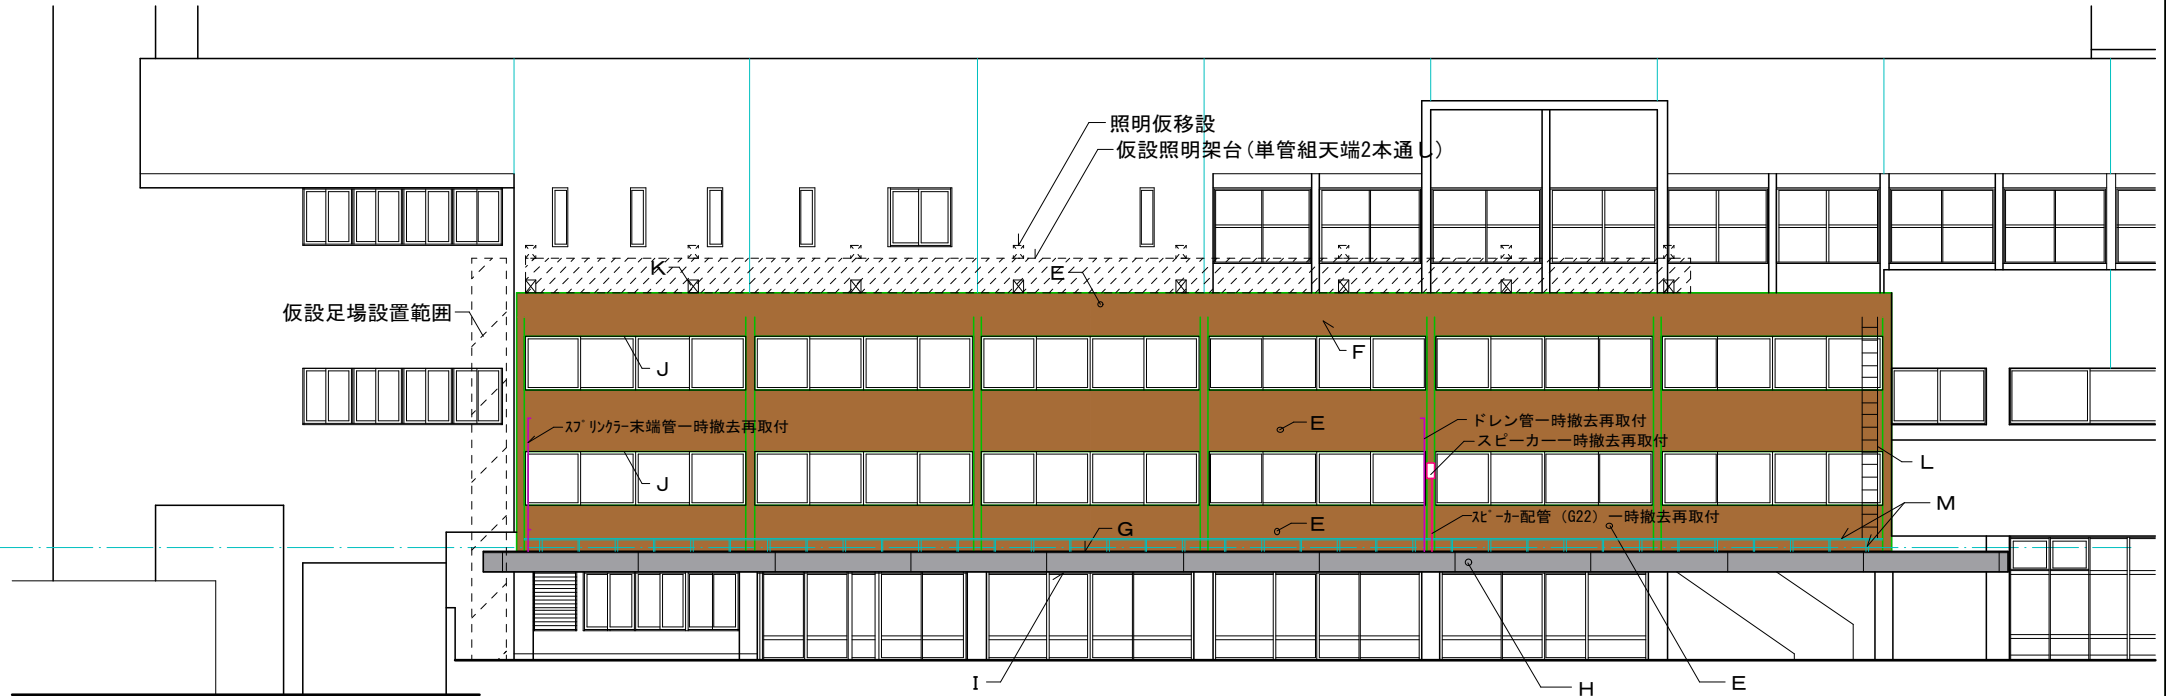 照明仮移設
仮設照明架台(単管組天端2本通し)
K
E
仮設足場設置範囲
F
J
スプリンクラー末端管一時撤去再取付
E
ドレン管一時撤去再取付
スピーカー一時撤去再取付
L
J
M
G
E
スピーカー配管（G22）一時撤去再取付
I
H
E